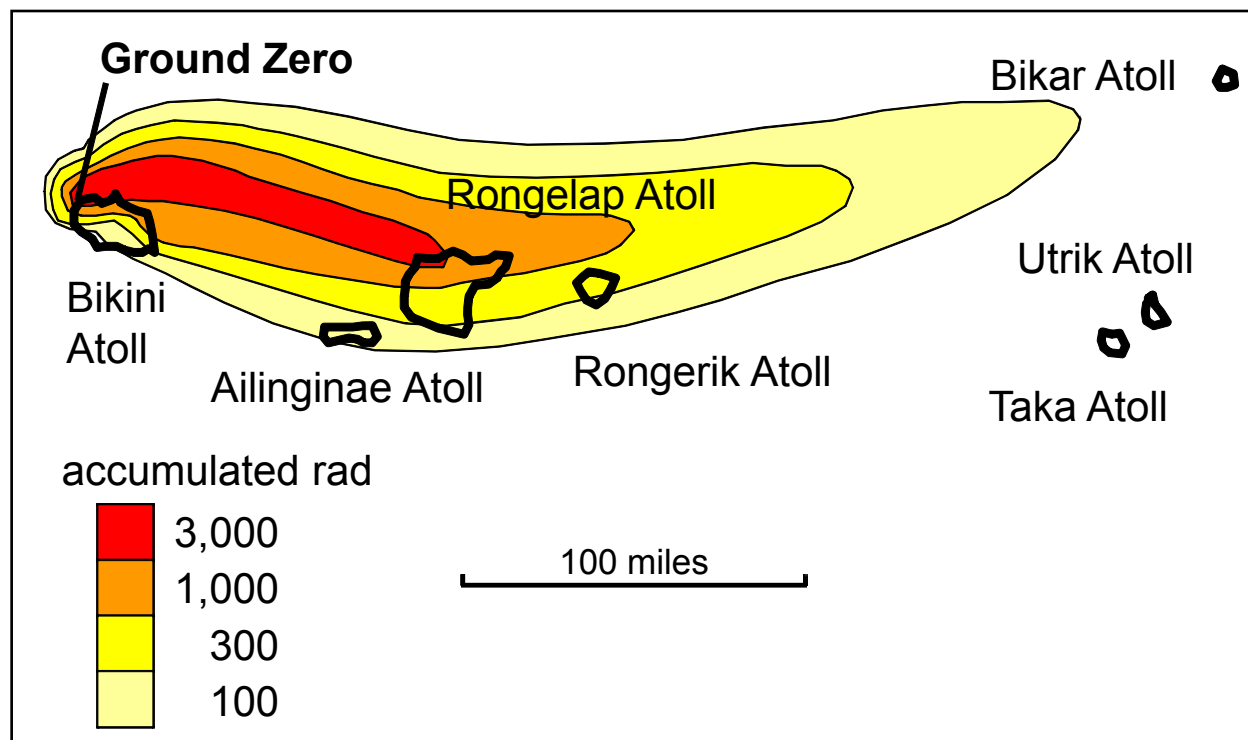 Ground Zero
Bikar Atoll
Rongelap Atoll
Utrik Atoll
Bikini
Atoll
Ailinginae Atoll
Rongerik Atoll
Taka Atoll
accumulated rad
3,000
1,000
300
100
100 miles